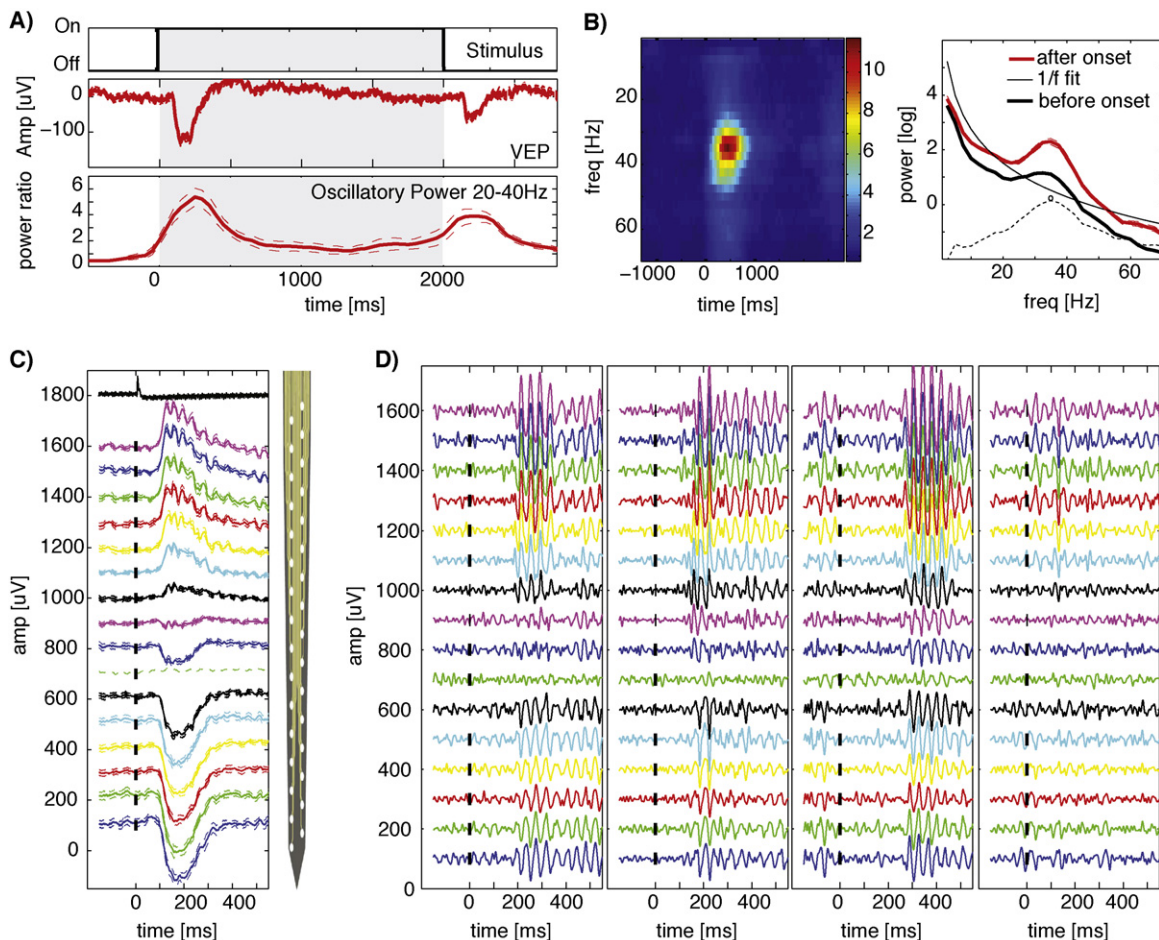 A)
On
Off
Stimulus
Amp [uV]
0
−100
VEP
power ratio
6
5
4
3
2
1
0
Oscillatory Power 20-40Hz
0
500
1000
1500
2000
time [ms]
B)
freq [Hz]
20
40
60
−1000
0
1000
time [ms]
10
8
6
4
2
after onset
1/f fit
before onset
power [log]
4
2
0
20
40
60
freq [Hz]
C)
amp [uV]
1800
1600
1400
1200
1000
800
600
400
200
0
0
200
400
time [ms]
D)
amp [uV]
1600
1400
1200
1000
800
600
400
200
0
0
200
400
time [ms]
0
200
400
time [ms]
0
200
400
time [ms]
0
200
400
time [ms]